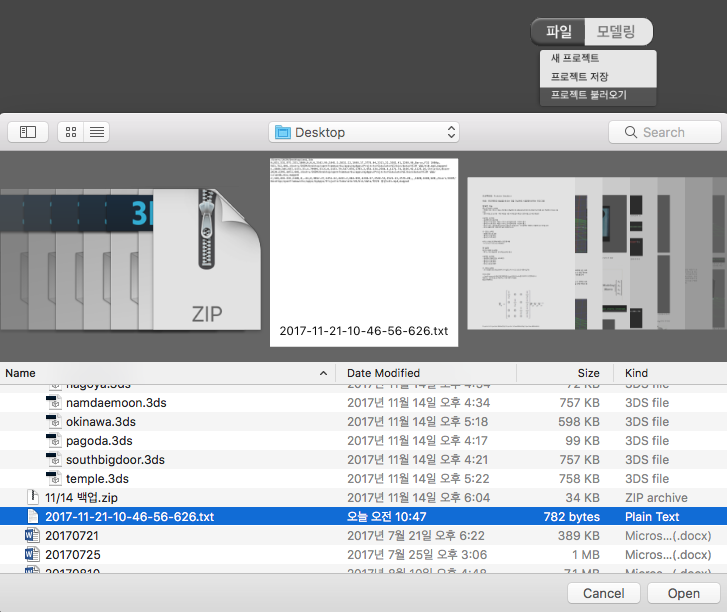 파일 모델링
새 프로젝트
프로젝트 저장
프로젝트 불러오기
Desktop
Search
3
ZIP
2017-11-21-10-46-56-626.txt
Name Date Modified Size Kind
nagoya.3ds 2017년 11월 14일 오후 4:34 72 KB 3DS file
namdaemoon.3ds 2017년 11월 14일 오후 4:34 757 KB 3DS file
okinawa.3ds 2017년 11월 14일 오후 5:18 598 KB 3DS file
pagoda.3ds 2017년 11월 14일 오후 4:17 99 KB 3DS file
southbigdoor.3ds 2017년 11월 14일 오후 4:21 757 KB 3DS file
temple.3ds 2017년 11월 14일 오후 5:22 758 KB 3DS file
11/14 백업.zip 2017년 11월 14일 오후 6:04 34 KB ZIP archive
2017-11-21-10-46-56-626.txt 오늘 오전 10:47 782 bytes Plain Text
20170721 2017년 7월 21일 오후 6:22 389 KB Micros...(.docx)
20170725 2017년 7월 25일 오후 3:06 1 MB Micros...(.docx)
20170810 2017년 8월 10일 오후 4:48 7.1 MB Micros...(.docx)
Cancel Open